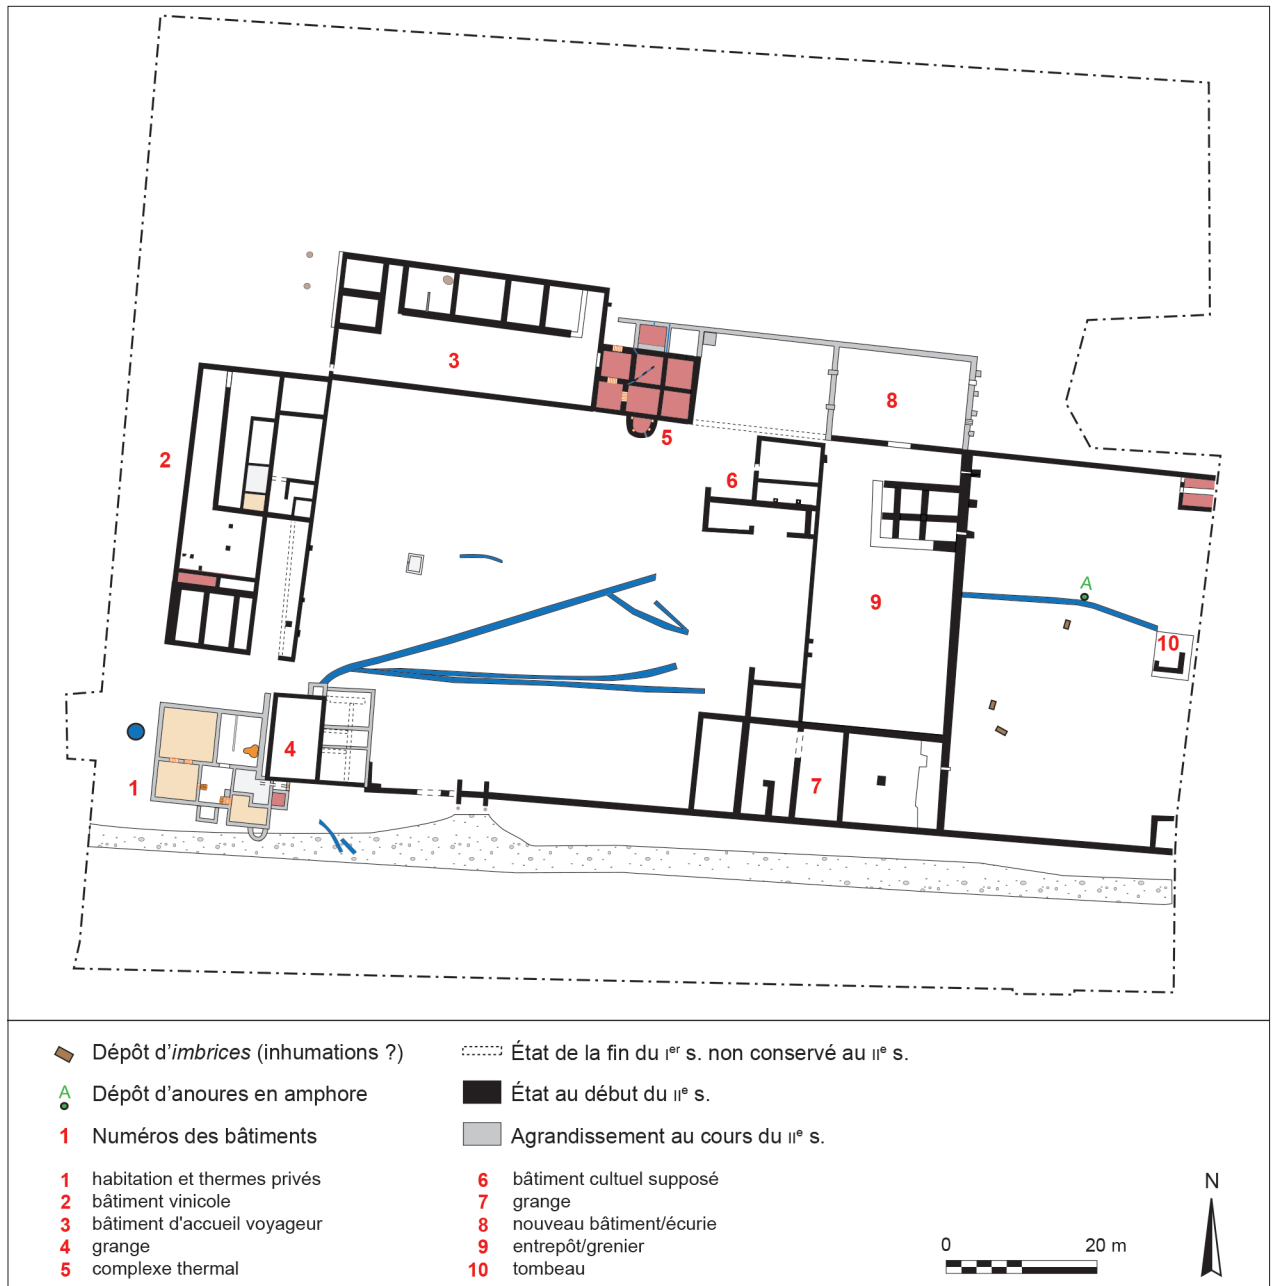 3
8
5
2
6
A
9
10
4
1
7
Dépôt d'imbrices (inhumations ?)
État de la fin du Ier s. non conservé au IIe s.
A
Dépôt d'anoures en amphore
État au début du IIe s.
1 Numéros des bâtiments
Agrandissement au cours du IIe s.
1 habitation et thermes privés
2 bâtiment vinicole
3 bâtiment d'accueil voyageur
4 grange
5 complexe thermal
6 bâtiment cultuel supposé
7 grange
8 nouveau bâtiment/écurie
9 entrepôt/grenier
10 tombeau
N
0 20 m